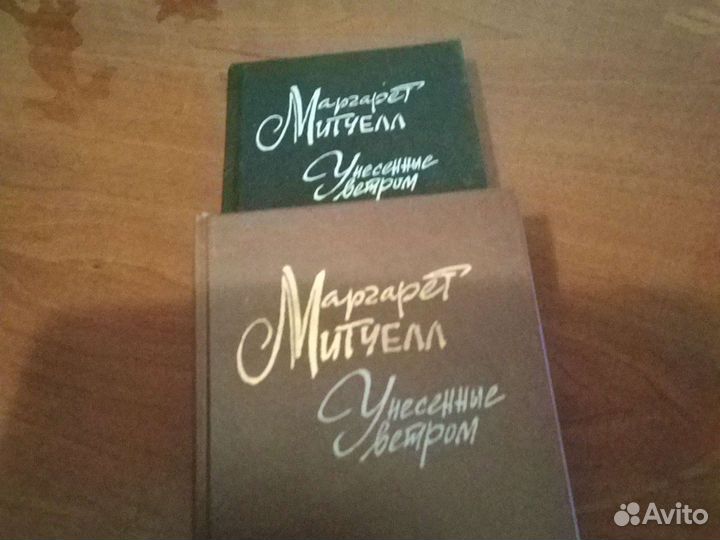 Маргарет
Митчелл
Унесенные
ветром
Маргарет
Митчелл
Унесенные
ветром
Avito